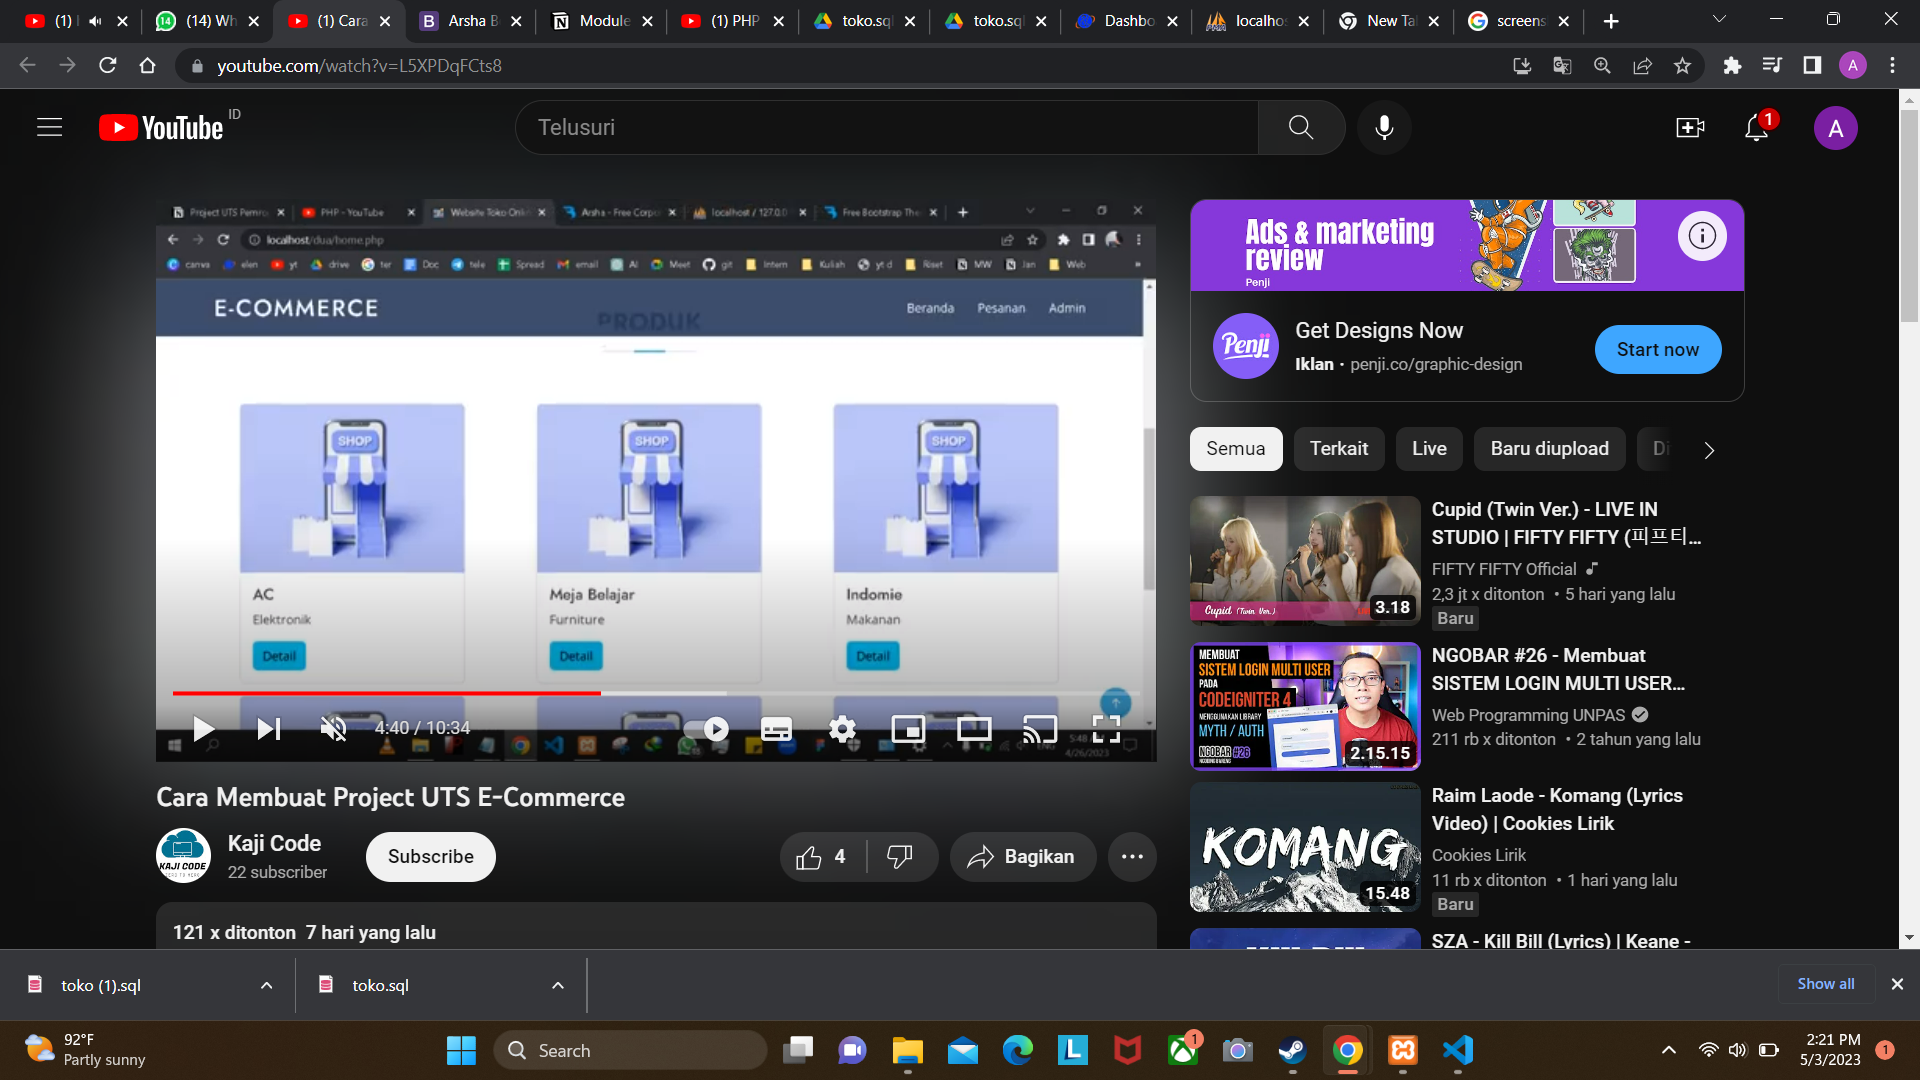 (1) I
(14) Wh
(1) Cara
Arsha B
Module
(1) PHP
toko.sql
toko.sql
Dashbo
localhos
New Tal
screens
youtube.com/watch?v=L5XPDqFCts8
YouTube ID
Telusuri
1
A
Project UTS Pemro
PHP - YouTube
Website Toko Onlin
Arsha - Free Corpo
localhost / 127.0.0
Free Bootstrap The
localhost/dua/home.php
canva
elen
yt
drive
ter
Doc
tele
Spread
email
AI
Meet
git
Intern
Kuliah
yt d
Riset
MW
Jan
Web
E-COMMERCE
PRODUK
Beranda
Pesanan
Admin
SHOP
SHOP
SHOP
AC
Elektronik
Detail
Meja Belajar
Furniture
Detail
Indomie
Makanan
Detail
4:40 / 10:34
4/26/2023
Cara Membuat Project UTS E-Commerce
KAJI CODE
Kaji Code
22 subscriber
Subscribe
4
Bagikan
121 x ditonton 7 hari yang lalu
Ads & marketing
review
Penji
Penji
Get Designs Now
Iklan · penji.co/graphic-design
Start now
Semua
Terkait
Live
Baru diupload
Di
Cupid (Twin Ver.)
3.18
Cupid (Twin Ver.) - LIVE IN
STUDIO | FIFTY FIFTY (피프티...
FIFTY FIFTY Official
2,3 jt x ditonton • 5 hari yang lalu
Baru
MEMBUAT
SISTEM LOGIN MULTI USER
PADA
CODEIGNITER 4
MENGGUNAKAN LIBRARY
MYTH / AUTH
NGOBAR #26
2.15.15
NGOBAR #26 - Membuat
SISTEM LOGIN MULTI USER...
Web Programming UNPAS
211 rb x ditonton • 2 tahun yang lalu
KOMANG
15.48
Raim Laode - Komang (Lyrics
Video) | Cookies Lirik
Cookies Lirik
11 rb x ditonton • 1 hari yang lalu
Baru
SZA - Kill Bill (Lyrics) | Keane -
toko (1).sql
toko.sql
Show all
92°F
Partly sunny
Search
1
2:21 PM
5/3/2023
1